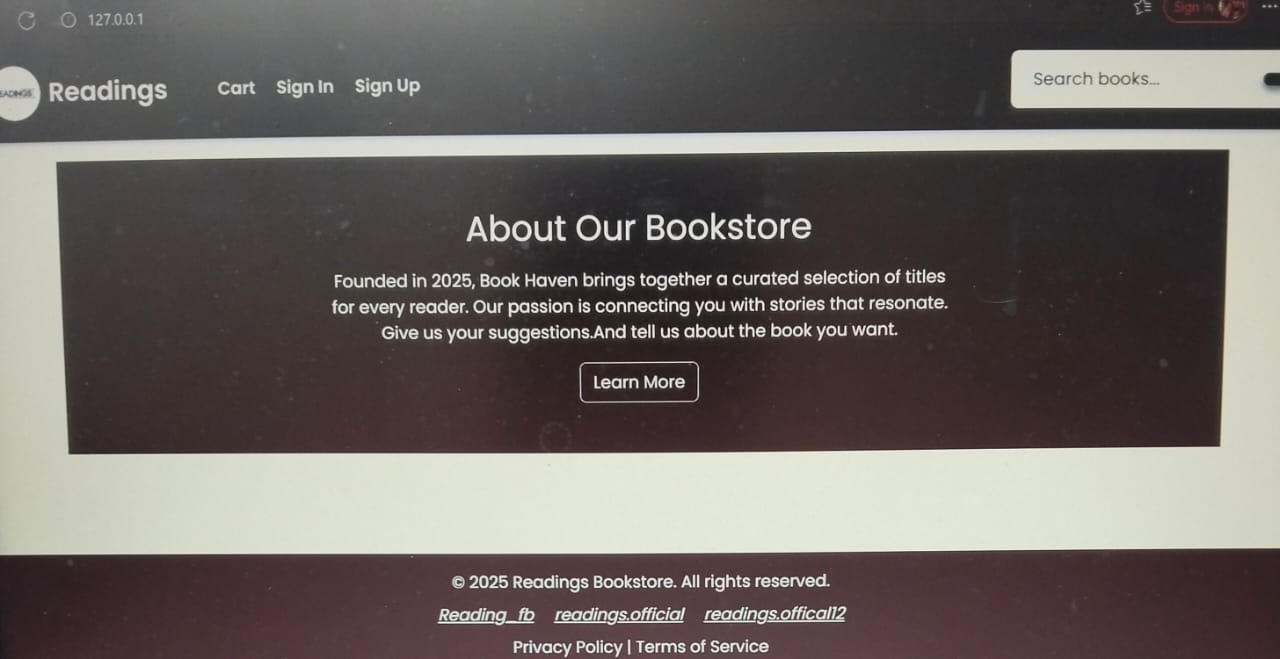 127.0.0.1
Sign in
READINGS Readings Cart Sign In Sign Up Search books...
About Our Bookstore
Founded in 2025, Book Haven brings together a curated selection of titles
for every reader. Our passion is connecting you with stories that resonate.
Give us your suggestions.And tell us about the book you want.
Learn More
© 2025 Readings Bookstore. All rights reserved.
Reading_fb readings.official readings.offical12
Privacy Policy | Terms of Service